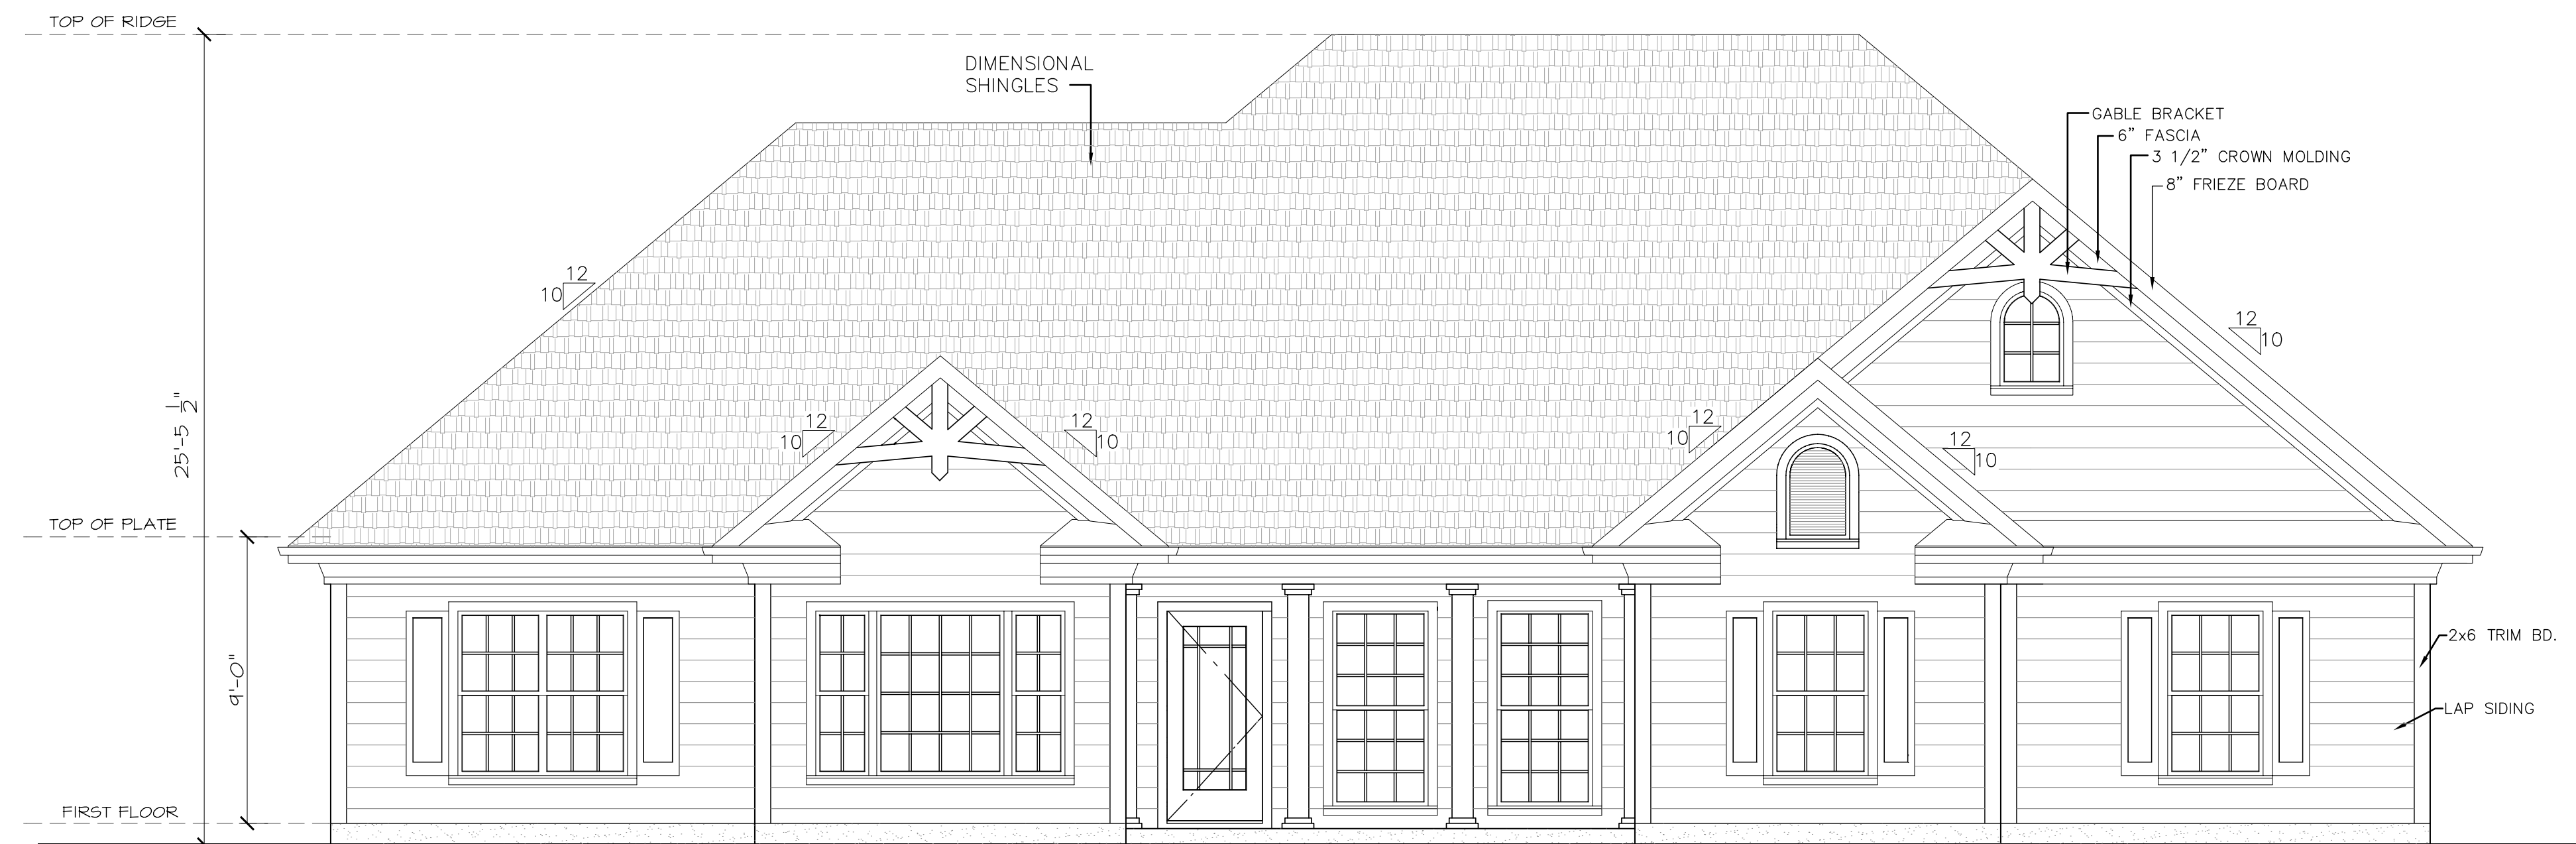 TOP OF RIDGE
DIMENSIONAL
SHINGLES
GABLE BRACKET
6" FASCIA
3 1/2" CROWN MOLDING
8" FRIEZE BOARD
12
10
12
10
25'-5 1/2"
12
10
12
10
12
10
12
10
TOP OF PLATE
9'-0"
2x6 TRIM BD.
LAP SIDING
FIRST FLOOR